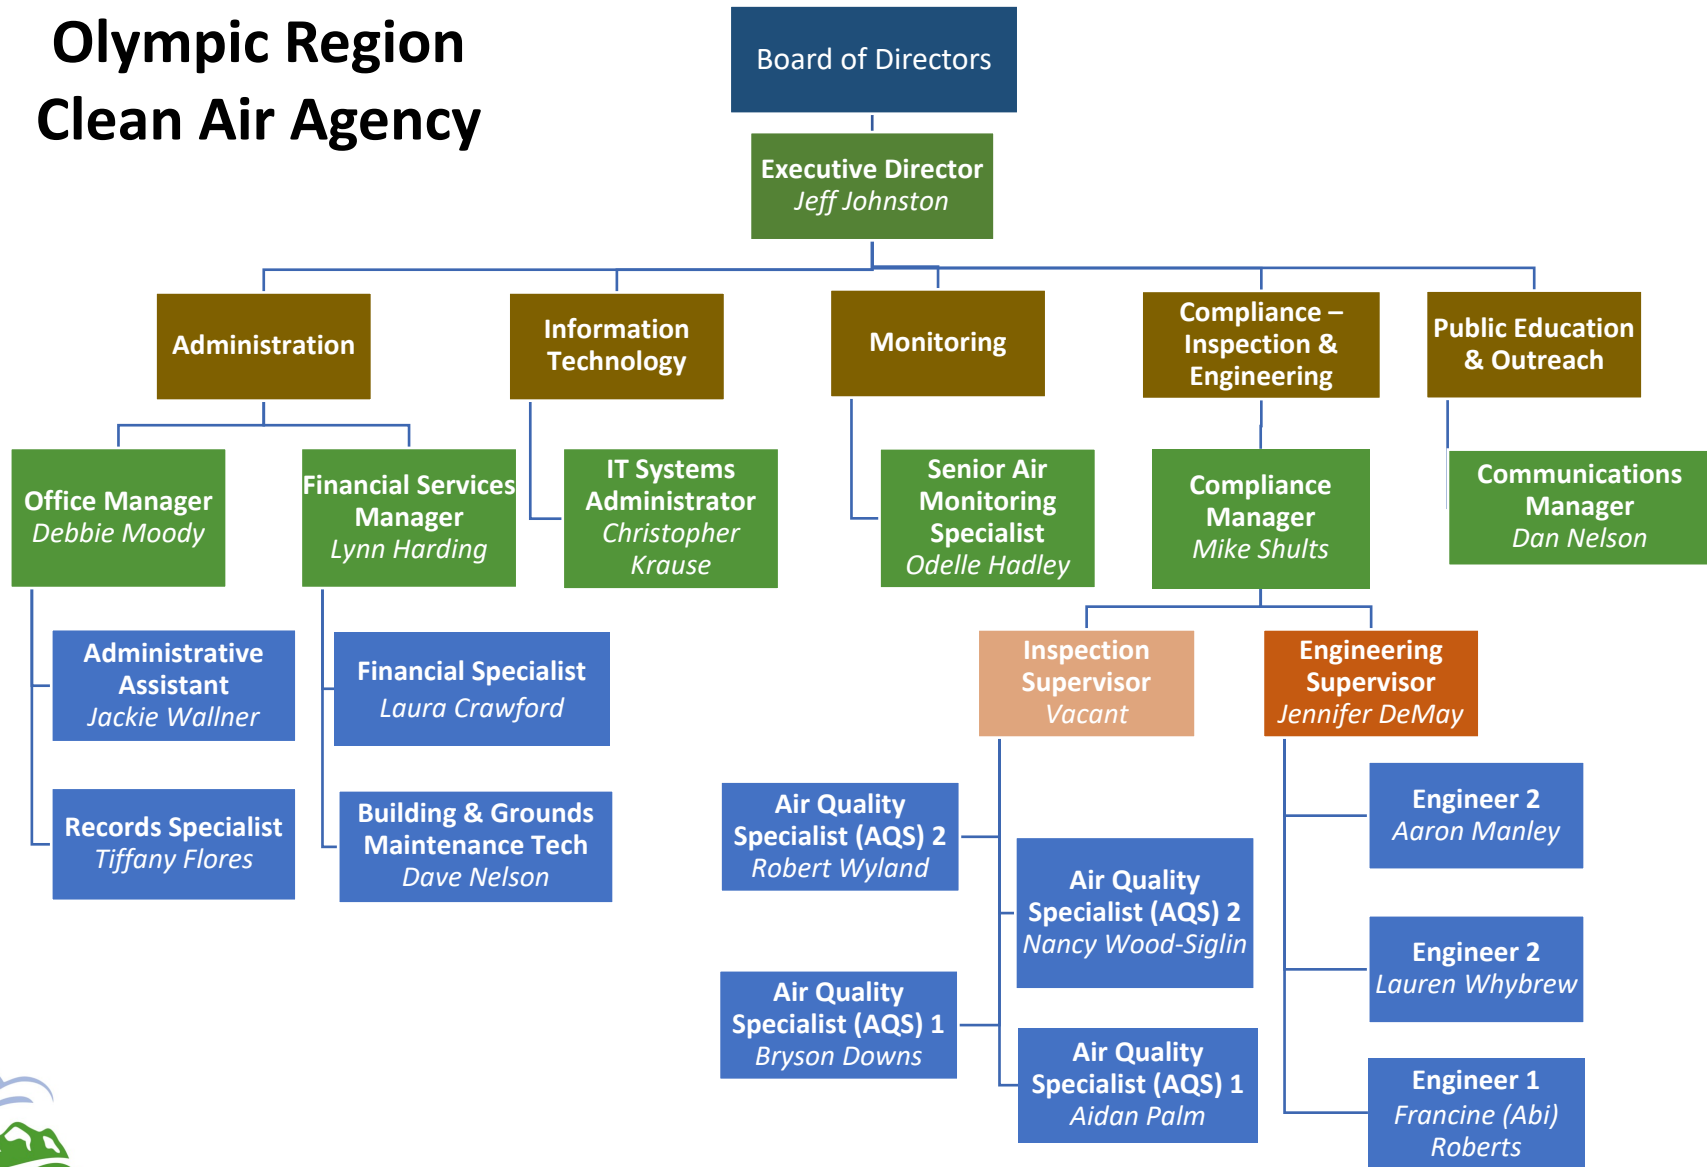 Olympic Region
Clean Air Agency
Board of Directors
Executive Director
Jeff Johnston
Administration
Information
Technology
Monitoring
Compliance –
Inspection &
Engineering
Public Education
& Outreach
Office Manager
Debbie Moody
Financial Services
Manager
Lynn Harding
IT Systems
Administrator
Christopher
Krause
Senior Air
Monitoring
Specialist
Odelle Hadley
Compliance
Manager
Mike Shults
Communications
Manager
Dan Nelson
Administrative
Assistant
Jackie Wallner
Financial Specialist
Laura Crawford
Inspection
Supervisor
Vacant
Engineering
Supervisor
Jennifer DeMay
Records Specialist
Tiffany Flores
Building & Grounds
Maintenance Tech
Dave Nelson
Air Quality
Specialist (AQS) 2
Robert Wyland
Air Quality
Specialist (AQS) 2
Nancy Wood-Siglin
Engineer 2
Aaron Manley
Engineer 2
Lauren Whybrew
Air Quality
Specialist (AQS) 1
Bryson Downs
Air Quality
Specialist (AQS) 1
Aidan Palm
Engineer 1
Francine (Abi)
Roberts